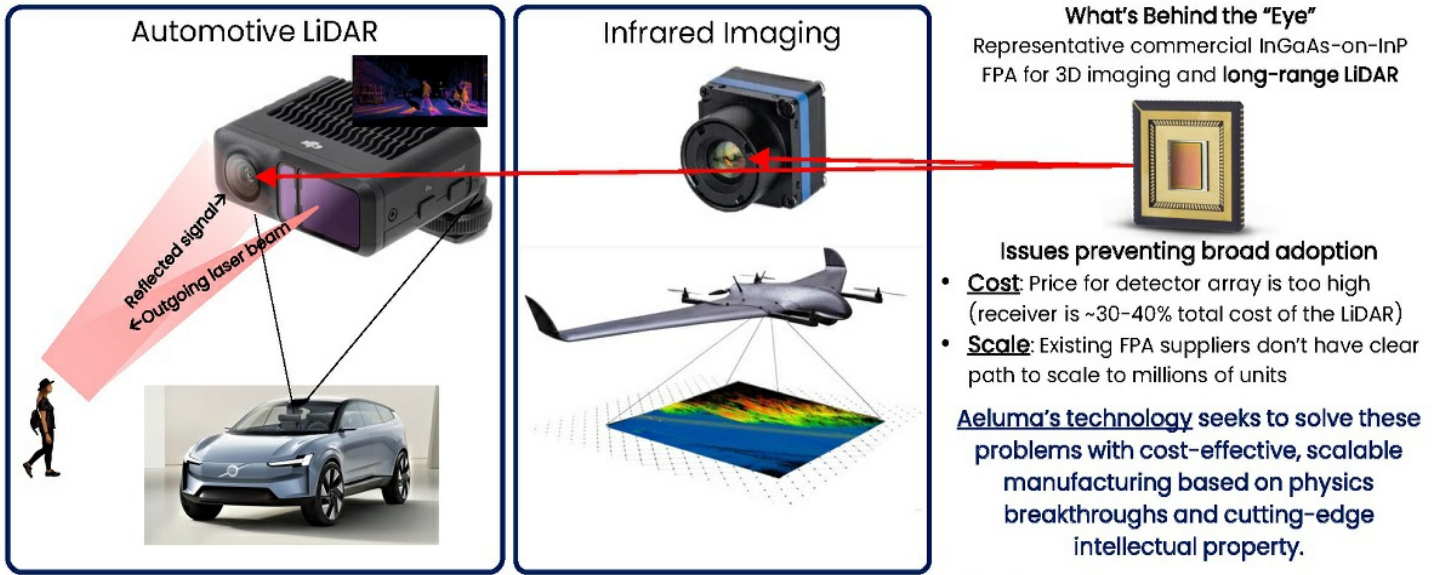 Automotive LiDAR
Reflected signal→
←Outgoing laser beam
Infrared Imaging
What's Behind the “Eye”
Representative commercial InGaAs-on-InP
FPA for 3D imaging and long-range LiDAR
Issues preventing broad adoption
• Cost: Price for detector array is too high
(receiver is ~30-40% total cost of the LiDAR)
• Scale: Existing FPA suppliers don't have clear
path to scale to millions of units
Aeluma's technology seeks to solve these
problems with cost-effective, scalable
manufacturing based on physics
breakthroughs and cutting-edge
intellectual property.